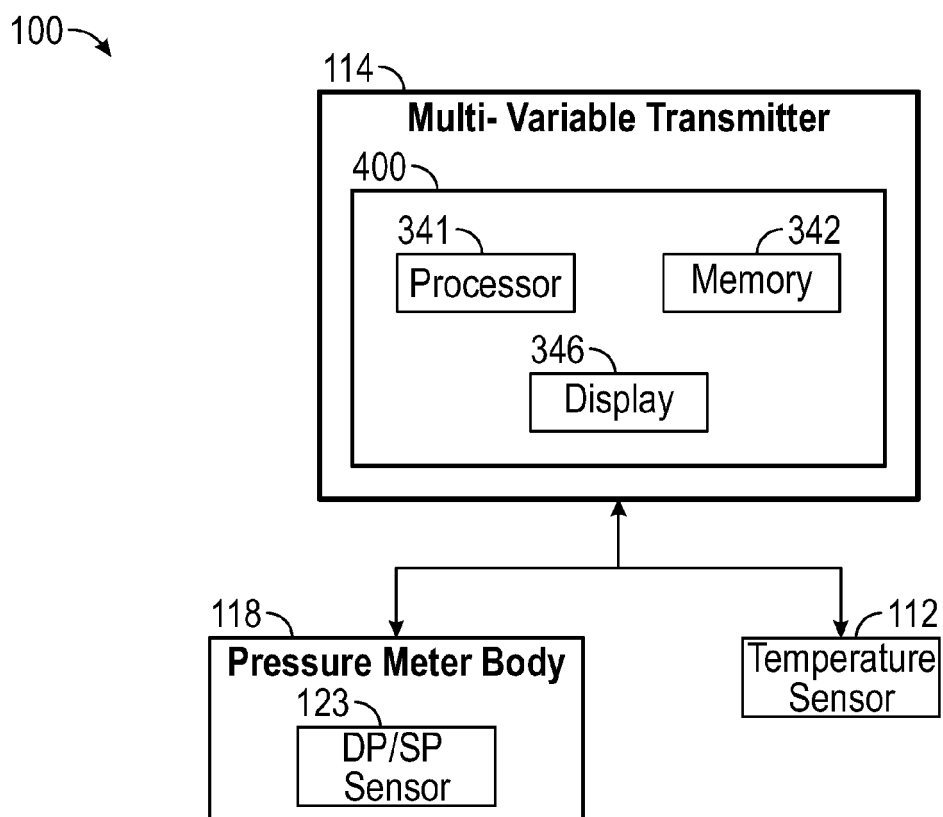 100
114
Multi- Variable Transmitter
400
341
342
Processor
Memory
346
Display
118
112
Pressure Meter Body
Temperature
Sensor
123
DP/SP
Sensor